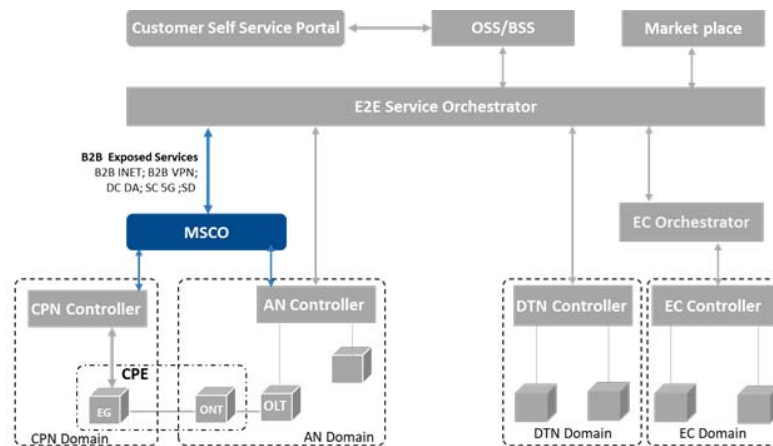 Customer Self Service Portal
OSS/BSS
Market place
E2E Service Orchestrator
B2B Exposed Services
B2B INET; B2B VPN;
DC DA; SC 5G ;SD
MSCO
EC Orchestrator
CPN Controller
AN Controller
DTN Controller
EC Controller
CPE
EG
ONT
OLT
CPN Domain
AN Domain
DTN Domain
EC Domain